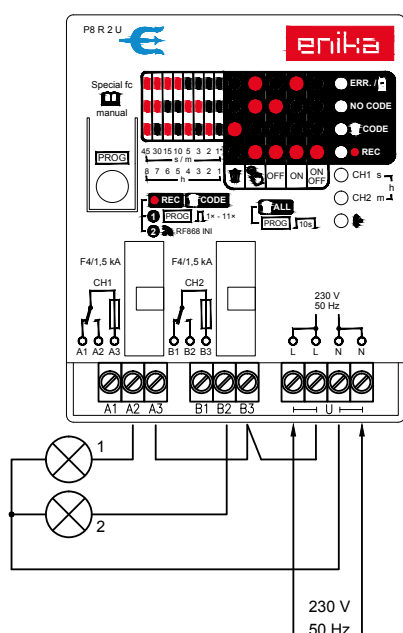 P8 R 2 U
enika
Special fc
manual
PROG
ERR. /
NO CODE
CODE
REC
45 30 15 10 5 3 2 1
s / m
8 7 6 5 4 3 2 1
h
OFF ON ON OFF
CH1 s
h
CH2 m
REC CODE
1 PROG 1× - 11×
2 RF868 INI
ALL
PROG 10s
F4/1,5 kA F4/1,5 kA
CH1 CH2
230 V
50 Hz
A1 A2 A3 B1 B2 B3 L L N N
A1 A2 A3 B1 B2 B3 U
1
2
230 V
50 Hz